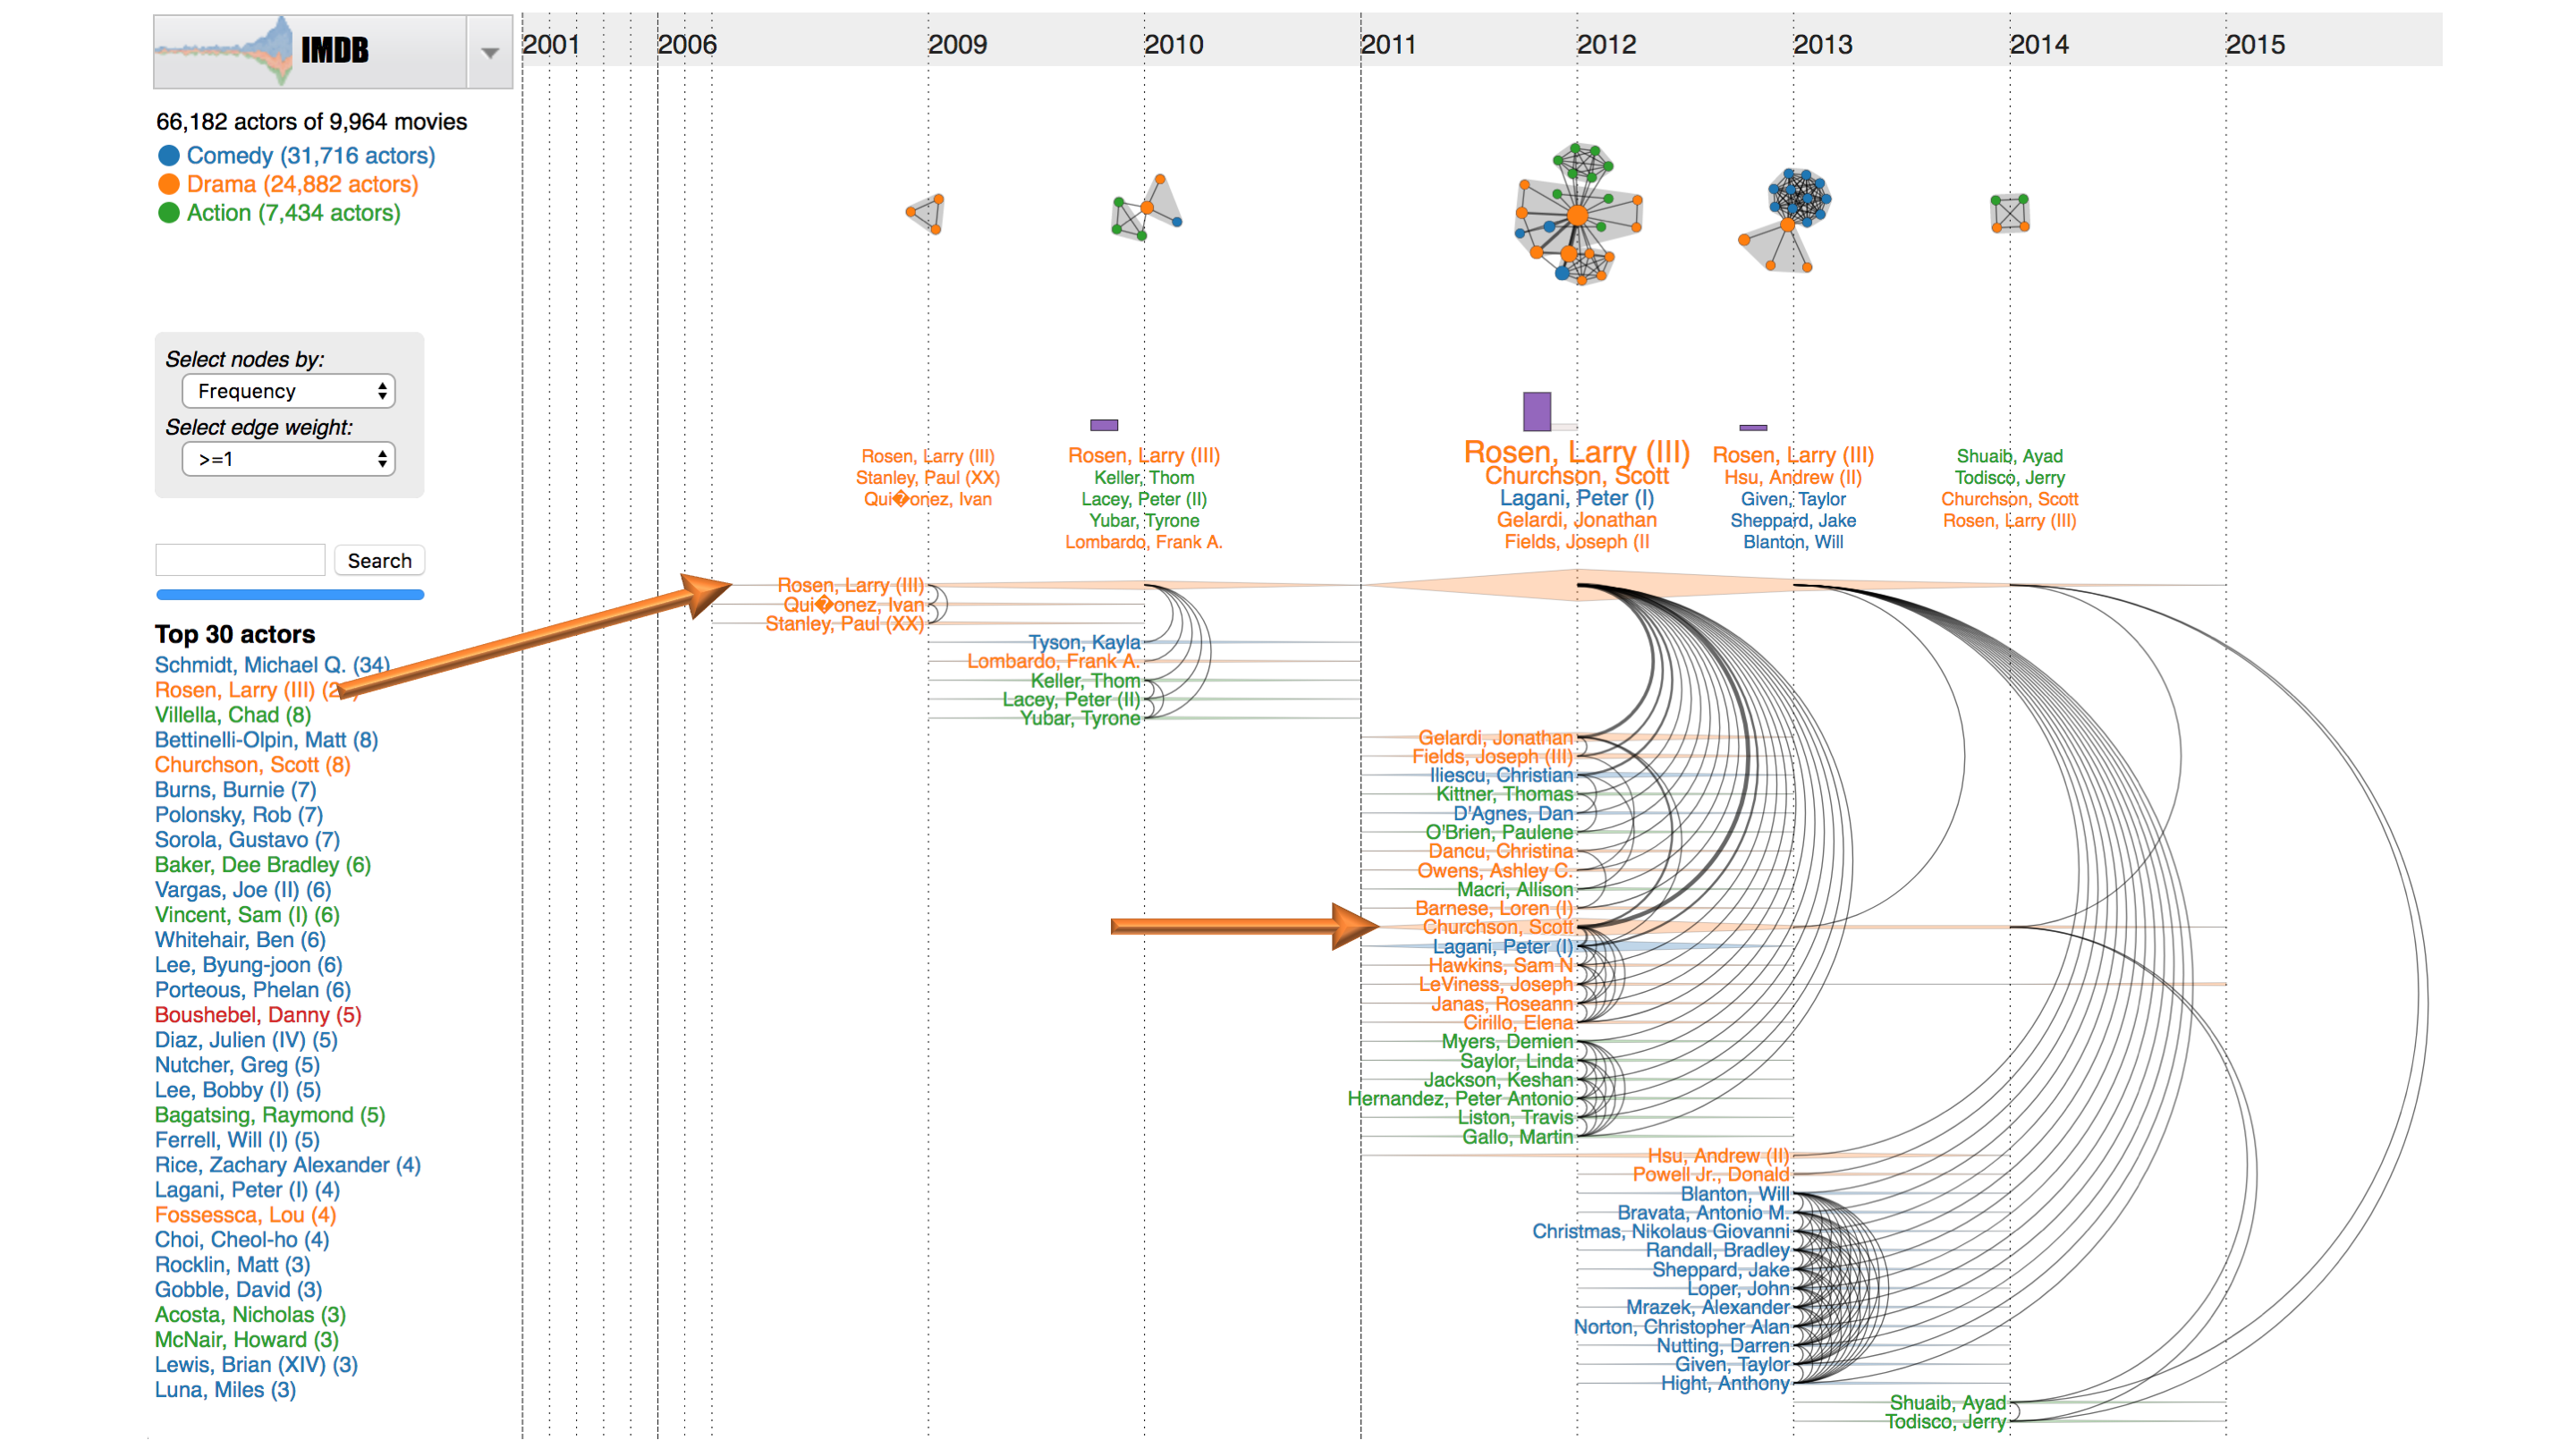 IMDB
2001
2006
2009
2010
2011
2012
2013
2014
2015
66,182 actors of 9,964 movies
Comedy (31,716 actors)
Drama (24,882 actors)
Action (7,434 actors)
Select nodes by:
Frequency
Select edge weight:
>=1
Search
Top 30 actors
Schmidt, Michael Q. (34)
Rosen, Larry (III)
Villella, Chad (8)
Bettinelli-Olpin, Matt (8)
Churchson, Scott (8)
Burns, Burnie (7)
Polonsky, Rob (7)
Sorola, Gustavo (7)
Baker, Dee Bradley (6)
Vargas, Joe (II) (6)
Vincent, Sam (I) (6)
Whitehair, Ben (6)
Lee, Byung-joon (6)
Porteous, Phelan (6)
Boushebel, Danny (5)
Diaz, Julien (IV) (5)
Nutcher, Greg (5)
Lee, Bobby (I) (5)
Bagatsing, Raymond (5)
Ferrell, Will (I) (5)
Rice, Zachary Alexander (4)
Lagani, Peter (I) (4)
Fossessca, Lou (4)
Choi, Cheol-ho (4)
Rocklin, Matt (3)
Gobble, David (3)
Acosta, Nicholas (3)
McNair, Howard (3)
Lewis, Brian (XIV) (3)
Luna, Miles (3)
Rosen, Larry (III)
Stanley, Paul (XX)
Qui�onez, Ivan
Rosen, Larry (III)
Keller, Thom
Lacey, Peter (II)
Yubar, Tyrone
Lombardo, Frank A.
Rosen, Larry (III)
Churchson, Scott
Lagani, Peter (I)
Gelardi, Jonathan
Fields, Joseph (II
Rosen, Larry (III)
Hsu, Andrew (II)
Given, Taylor
Sheppard, Jake
Blanton, Will
Shuaib, Ayad
Todisco, Jerry
Churchson, Scott
Rosen, Larry (III)
Rosen, Larry (III)
Qui�onez, Ivan
Stanley, Paul (XX)
Tyson, Kayla
Lombardo, Frank A.
Keller, Thom
Lacey, Peter (II)
Yubar, Tyrone
Gelardi, Jonathan
Fields, Joseph (III)
Iliescu, Christian
Kittner, Thomas
D'Agnes, Dan
O'Brien, Paulene
Dancu, Christina
Owens, Ashley C.
Macri, Allison
Barnese, Loren (I)
Churchson, Scott
Lagani, Peter (I)
Hawkins, Sam N
LeViness, Joseph
Janas, Roseann
Cirillo, Elena
Myers, Demien
Saylor, Linda
Jackson, Keshan
Hernandez, Peter Antonio
Liston, Travis
Gallo, Martin
Hsu, Andrew (II)
Powell Jr., Donald
Blanton, Will
Bravata, Antonio M.
Christmas, Nikolaus Giovanni
Randall, Bradley
Sheppard, Jake
Loper, John
Mrazek, Alexander
Norton, Christopher Alan
Nutting, Darren
Given, Taylor
Hight, Anthony
Shuaib, Ayad
Todisco, Jerry